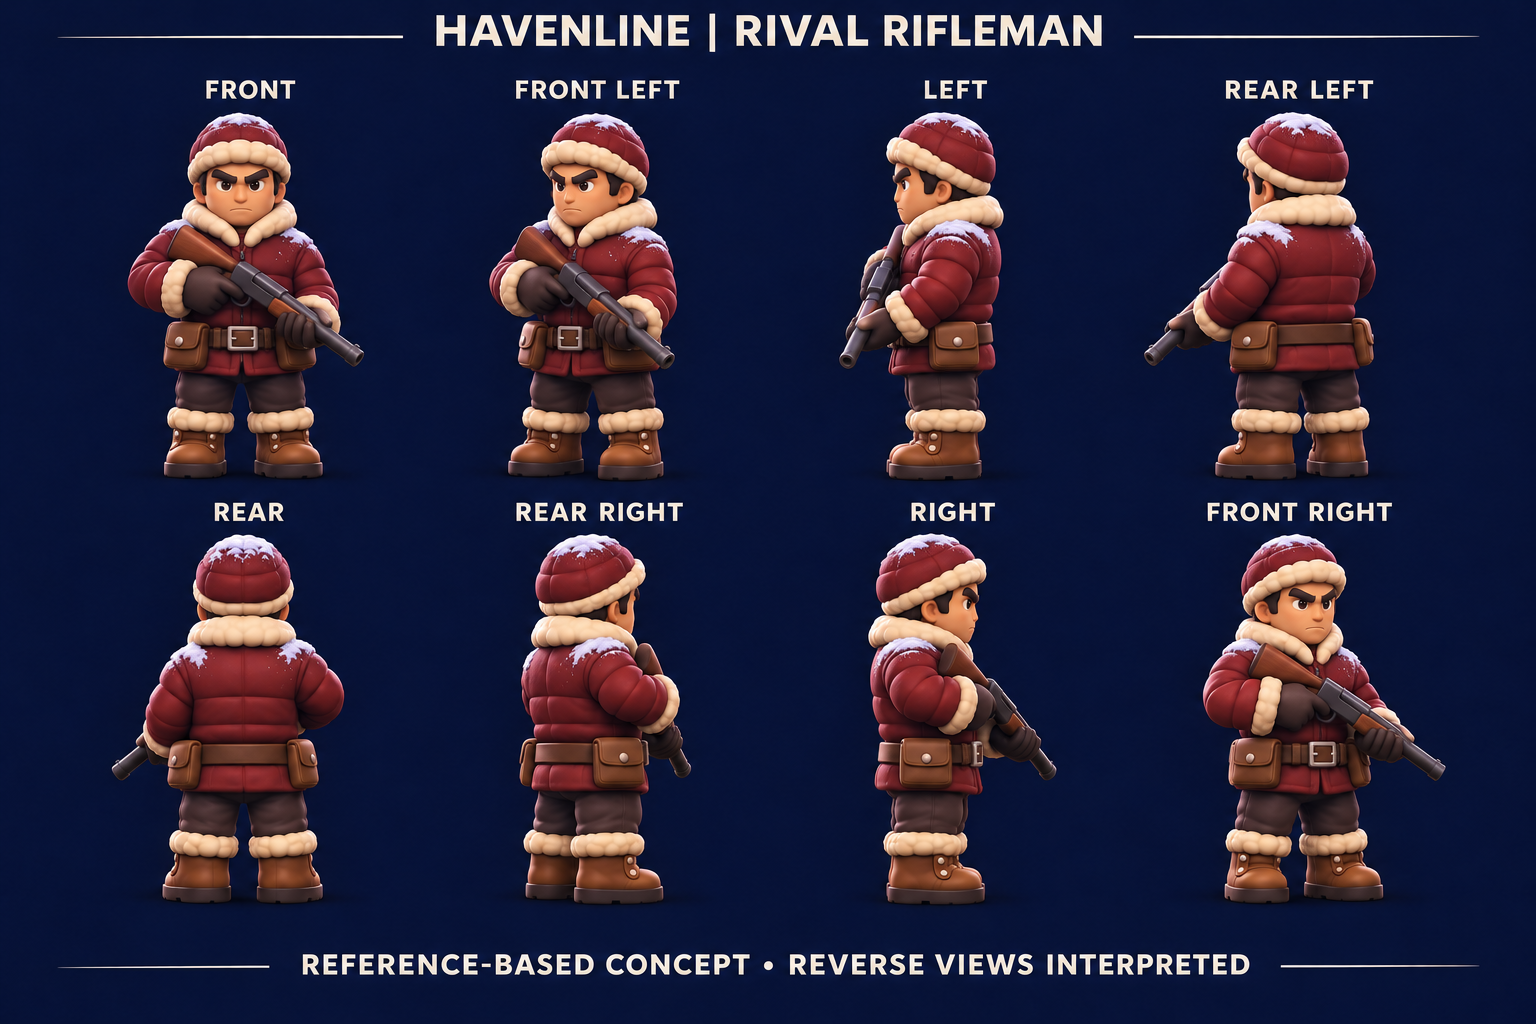 HAVENLINE | RIVAL RIFLEMAN
FRONT
FRONT LEFT
LEFT
REAR LEFT
REAR
REAR RIGHT
RIGHT
FRONT RIGHT
REFERENCE-BASED CONCEPT • REVERSE VIEWS INTERPRETED